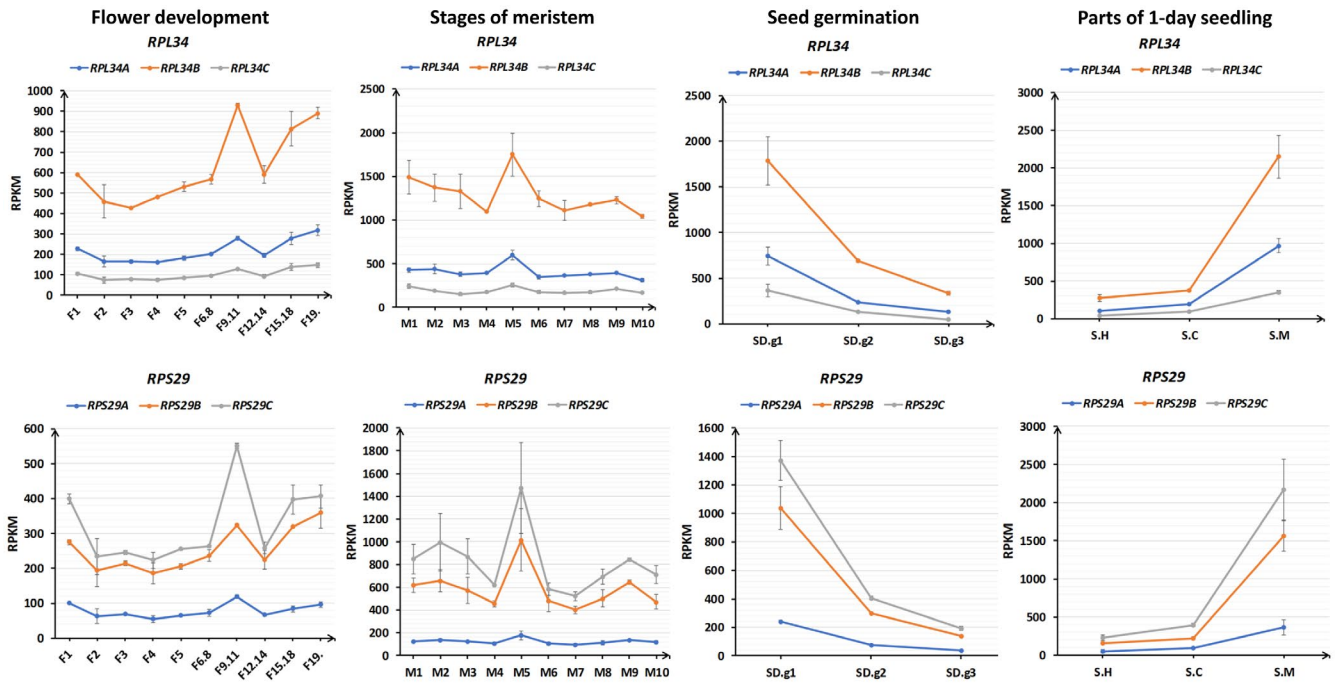 Flower development
Stages of meristem
Seed germination
Parts of 1-day seedling
RPL34
RPL34A RPL34B RPL34C
RPKM
1000
900
800
700
600
500
400
300
200
100
0
F1 F2 F3 F4 F5 F6.8 F9.11 F12.14 F15.18 F19.
RPL34
RPL34A RPL34B RPL34C
RPKM
2500
2000
1500
1000
500
0
M1 M2 M3 M4 M5 M6 M7 M8 M9 M10
RPL34
RPL34A RPL34B RPL34C
RPKM
2500
2000
1500
1000
500
0
SD.g1 SD.g2 SD.g3
RPL34
RPL34A RPL34B RPL34C
RPKM
3000
2500
2000
1500
1000
500
0
S.H S.C S.M
RPS29
RPS29A RPS29B RPS29C
RPKM
600
500
400
300
200
100
0
F1 F2 F3 F4 F5 F6.8 F9.11 F12.14 F15.18 F19.
RPS29
RPS29A RPS29B RPS29C
RPKM
2000
1800
1600
1400
1200
1000
800
600
400
200
0
M1 M2 M3 M4 M5 M6 M7 M8 M9 M10
RPS29
RPS29A RPS29B RPS29C
RPKM
1600
1400
1200
1000
800
600
400
200
0
SD.g1 SD.g2 SD.g3
RPS29
RPS29A RPS29B RPS29C
RPKM
3000
2500
2000
1500
1000
500
0
S.H S.C S.M